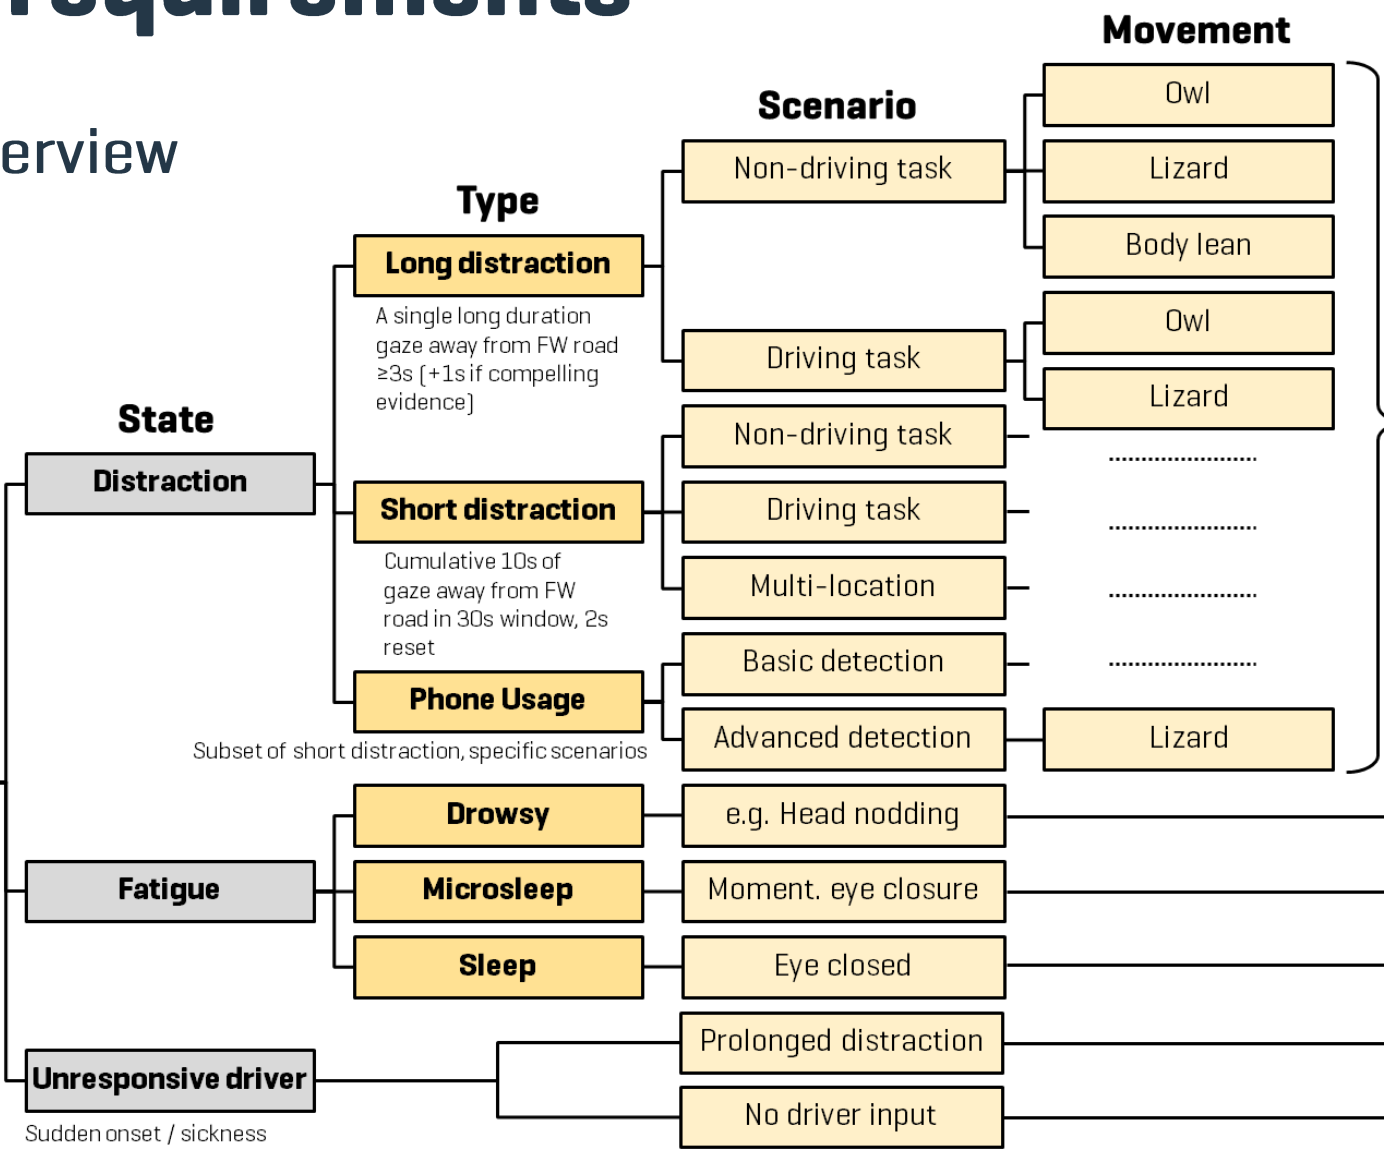 requirements
erview
Movement
Scenario
Type
State
Owl
Non-driving task
Lizard
Body lean
Long distraction
A single long duration
gaze away from FW road
≥3s (+1s if compelling
evidence)
Driving task
Owl
Lizard
Distraction
Short distraction
Cumulative 10s of
gaze away from FW
road in 30s window, 2s
reset
Non-driving task
Driving task
Multi-location
Phone Usage
Subset of short distraction, specific scenarios
Basic detection
Advanced detection
Lizard
Fatigue
Drowsy
e.g. Head nodding
Microsleep
Moment. eye closure
Sleep
Eye closed
Unresponsive driver
Sudden onset / sickness
Prolonged distraction
No driver input